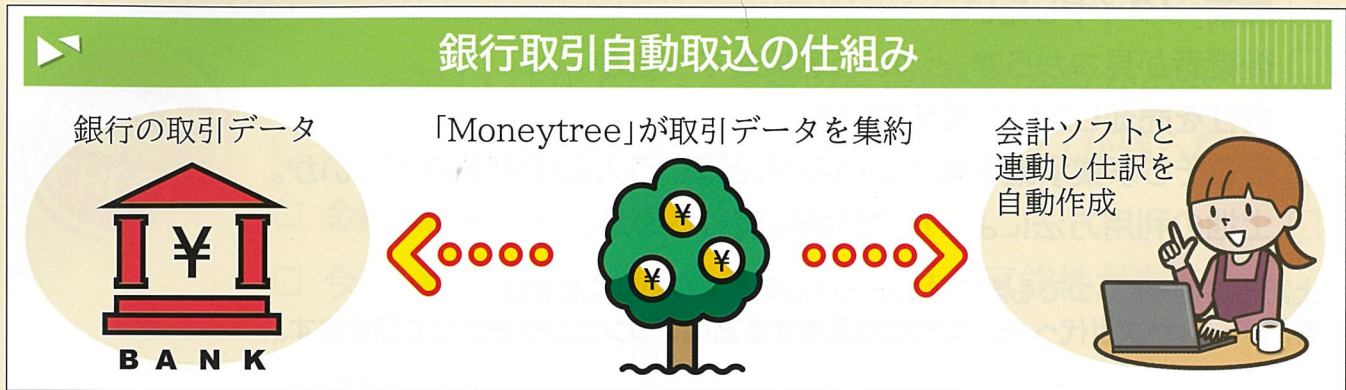 銀行取引自動取込の仕組み
銀行の取引データ
¥
BANK
「Moneytree」が取引データを集約
¥
¥
¥
会計ソフトと
連動し仕訳を
自動作成